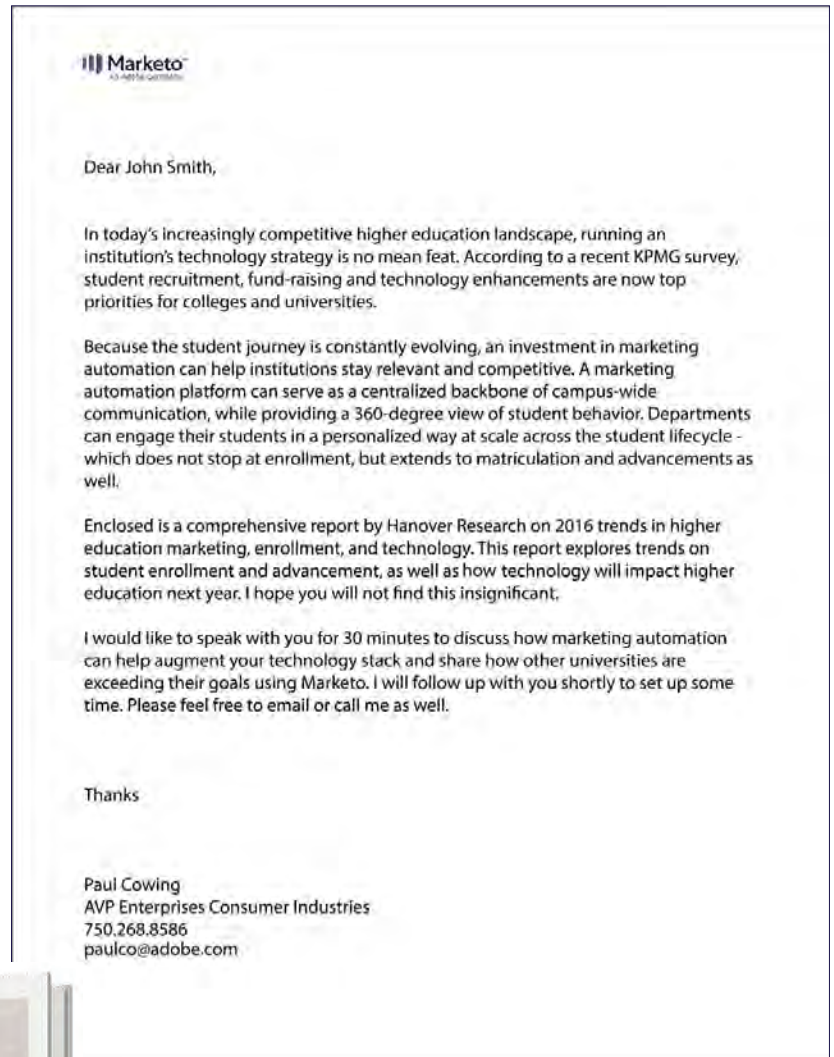 Marketo
Dear John Smith,
In today's increasingly competitive higher education landscape, running an
institution's technology strategy is no mean feat. According to a recent KPMG survey,
student recruitment, fund-raising and technology enhancements are now top
priorities for colleges and universities.
Because the student journey is constantly evolving, an investment in marketing
automation can help institutions stay relevant and competitive. A marketing
automation platform can serve as a centralized backbone of campus-wide
communication, while providing a 360-degree view of student behavior. Departments
can engage their students in a personalized way at scale across the student lifecycle -
which does not stop at enrollment, but extends to matriculation and advancements as
well.
Enclosed is a comprehensive report by Hanover Research on 2016 trends in higher
education marketing, enrollment, and technology. This report explores trends on
student enrollment and advancement, as well as how technology will impact higher
education next year. I hope you will not find this insignificant.
I would like to speak with you for 30 minutes to discuss how marketing automation
can help augment your technology stack and share how other universities are
exceeding their goals using Marketo. I will follow up with you shortly to set up some
time. Please feel free to email or call me as well.
Thanks
Paul Cowing
AVP Enterprises Consumer Industries
750.268.8586
paulco@adobe.com